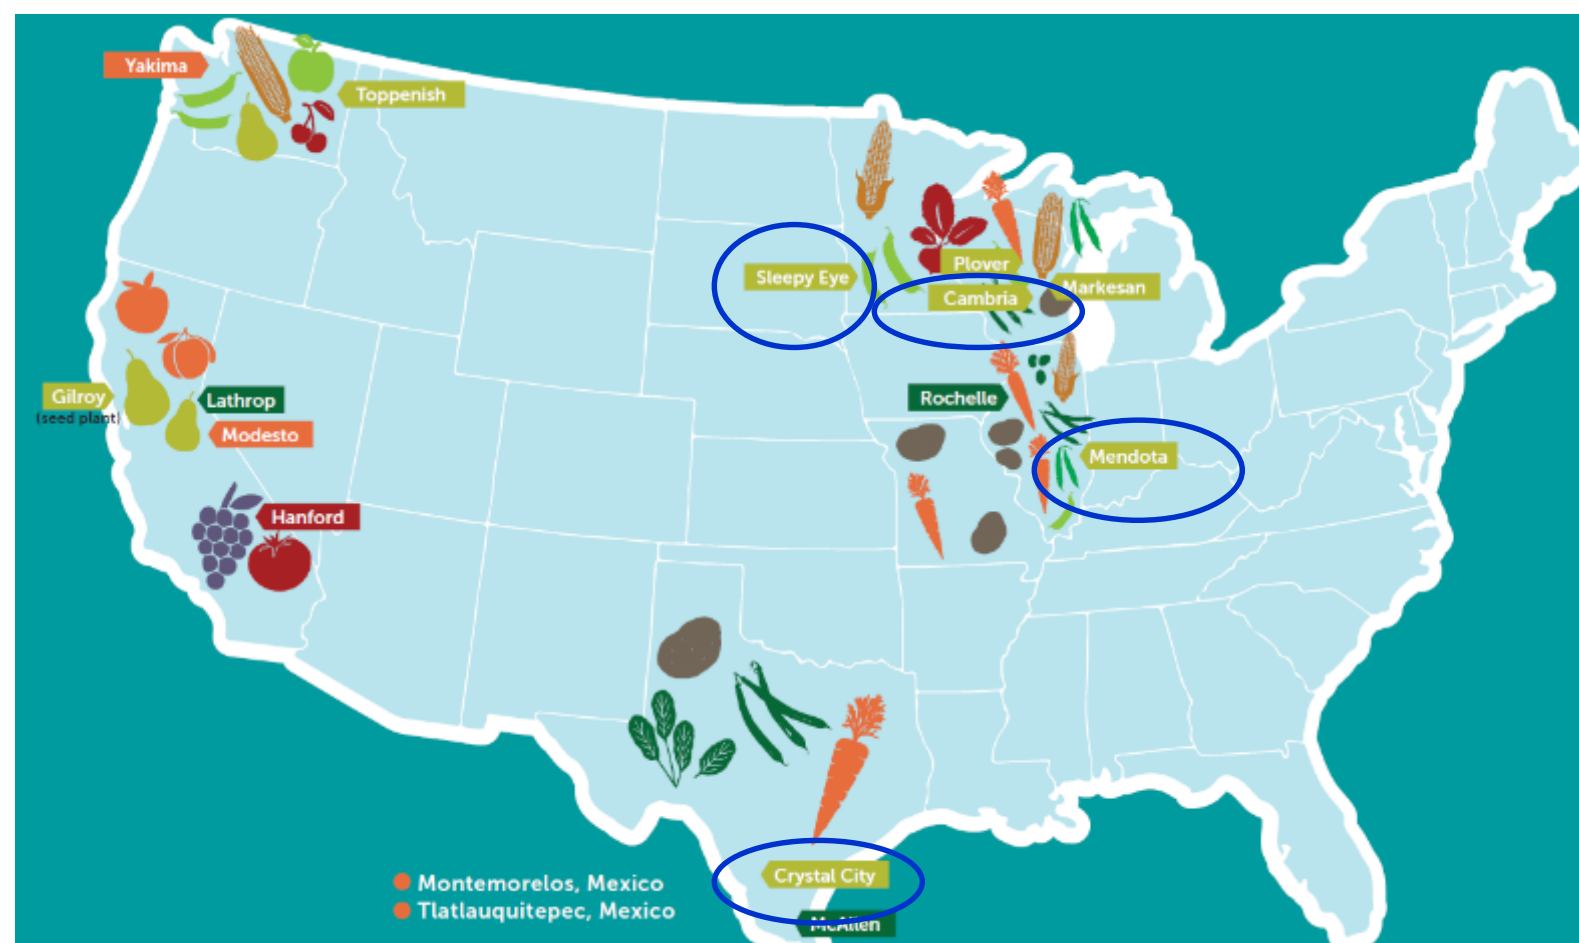 Yakima
Toppenish
Sleepy Eye
Plover
Cambria
Markesan
Gilroy
(seed plant)
Lathrop
Modesto
Rochelle
Mendota
Hanford
Crystal City
McAllen
Montemorelos, Mexico
Tlatlauquitepec, Mexico